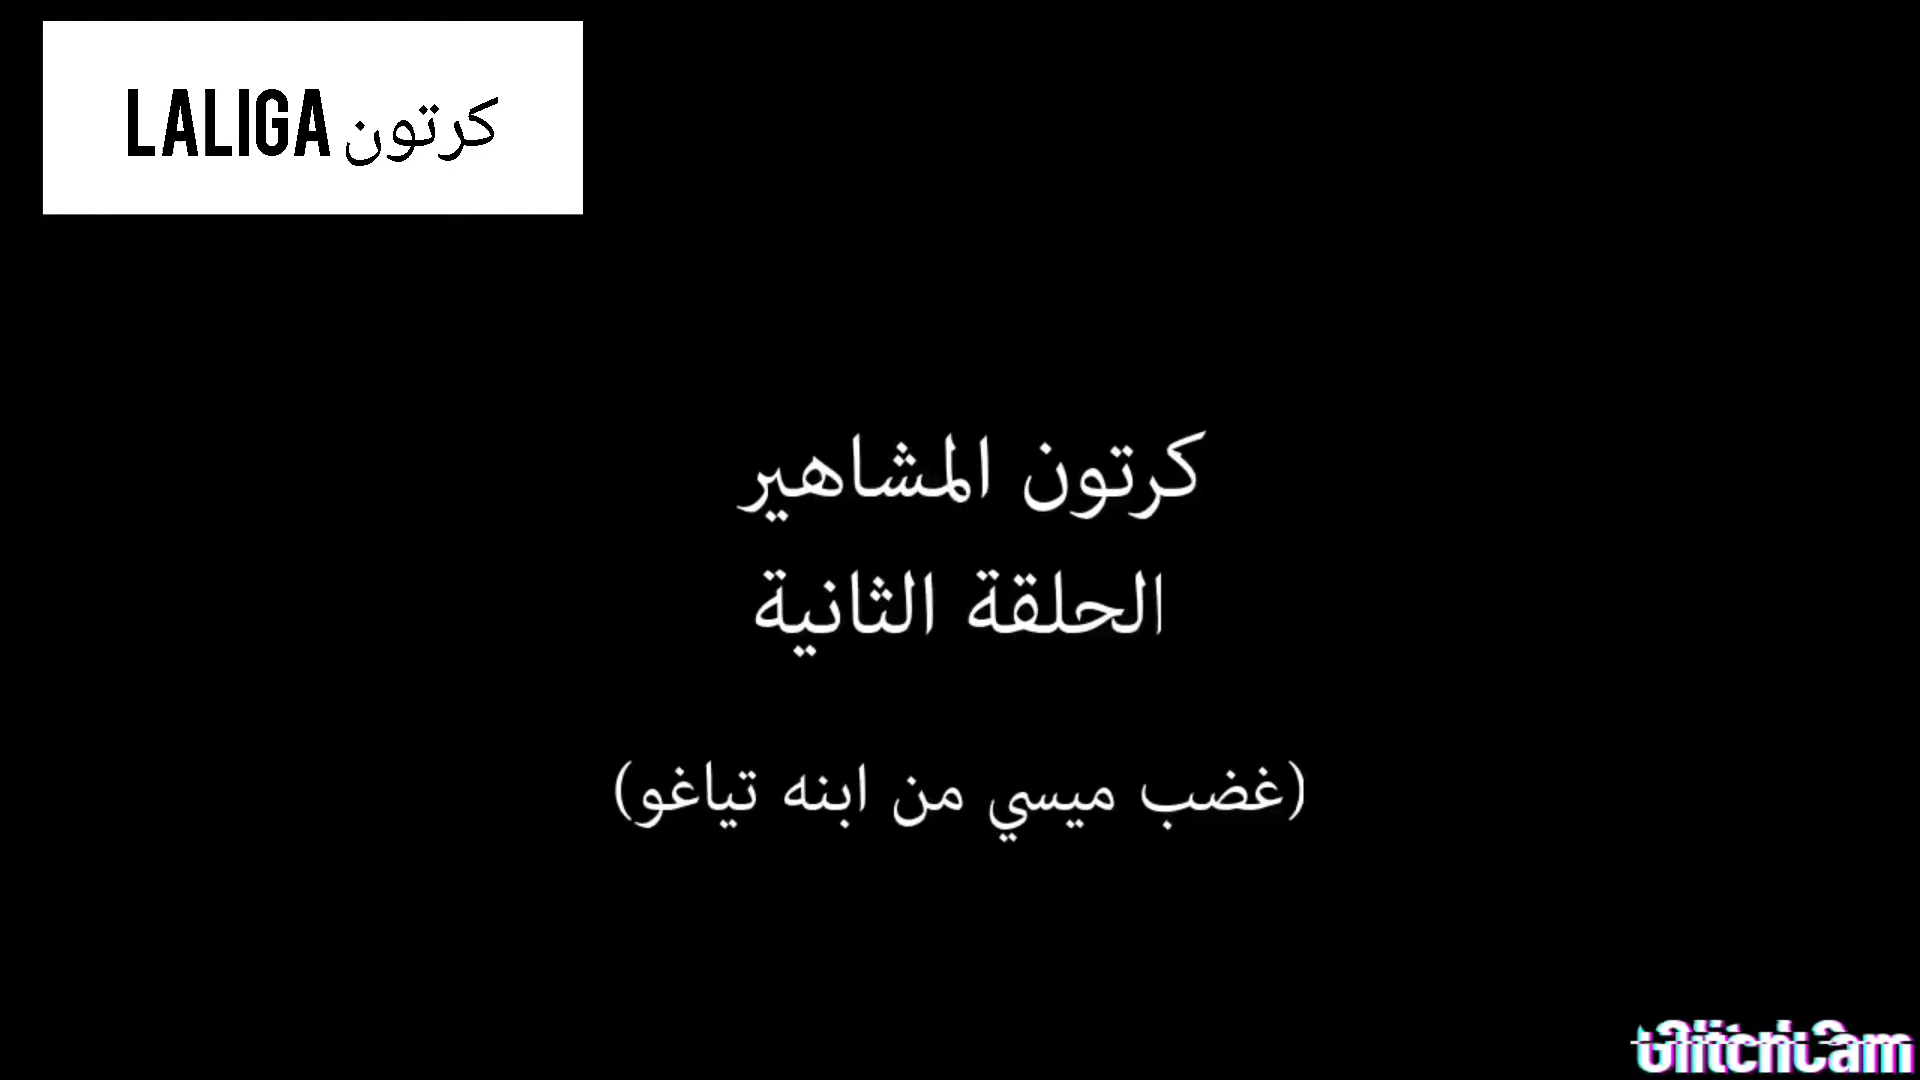 كرتون LALIGA
كرتون المشاهير
الحلقة الثانية
(غضب ميسي من ابنه تياغو)
GlitchCam